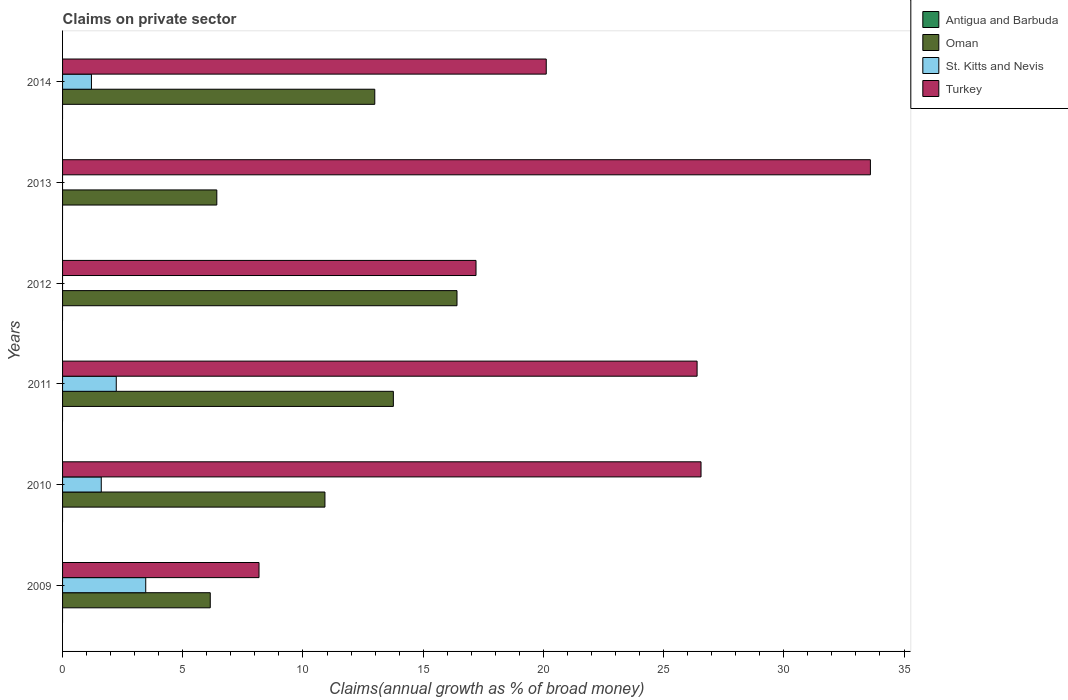 Claims on private sector
Antigua and Barbuda
Oman
St. Kitts and Nevis
Turkey
2014
2013
2012
2011
2010
2009
Years
0
5
10
15
20
25
30
35
Claims(annual growth as % of broad money)